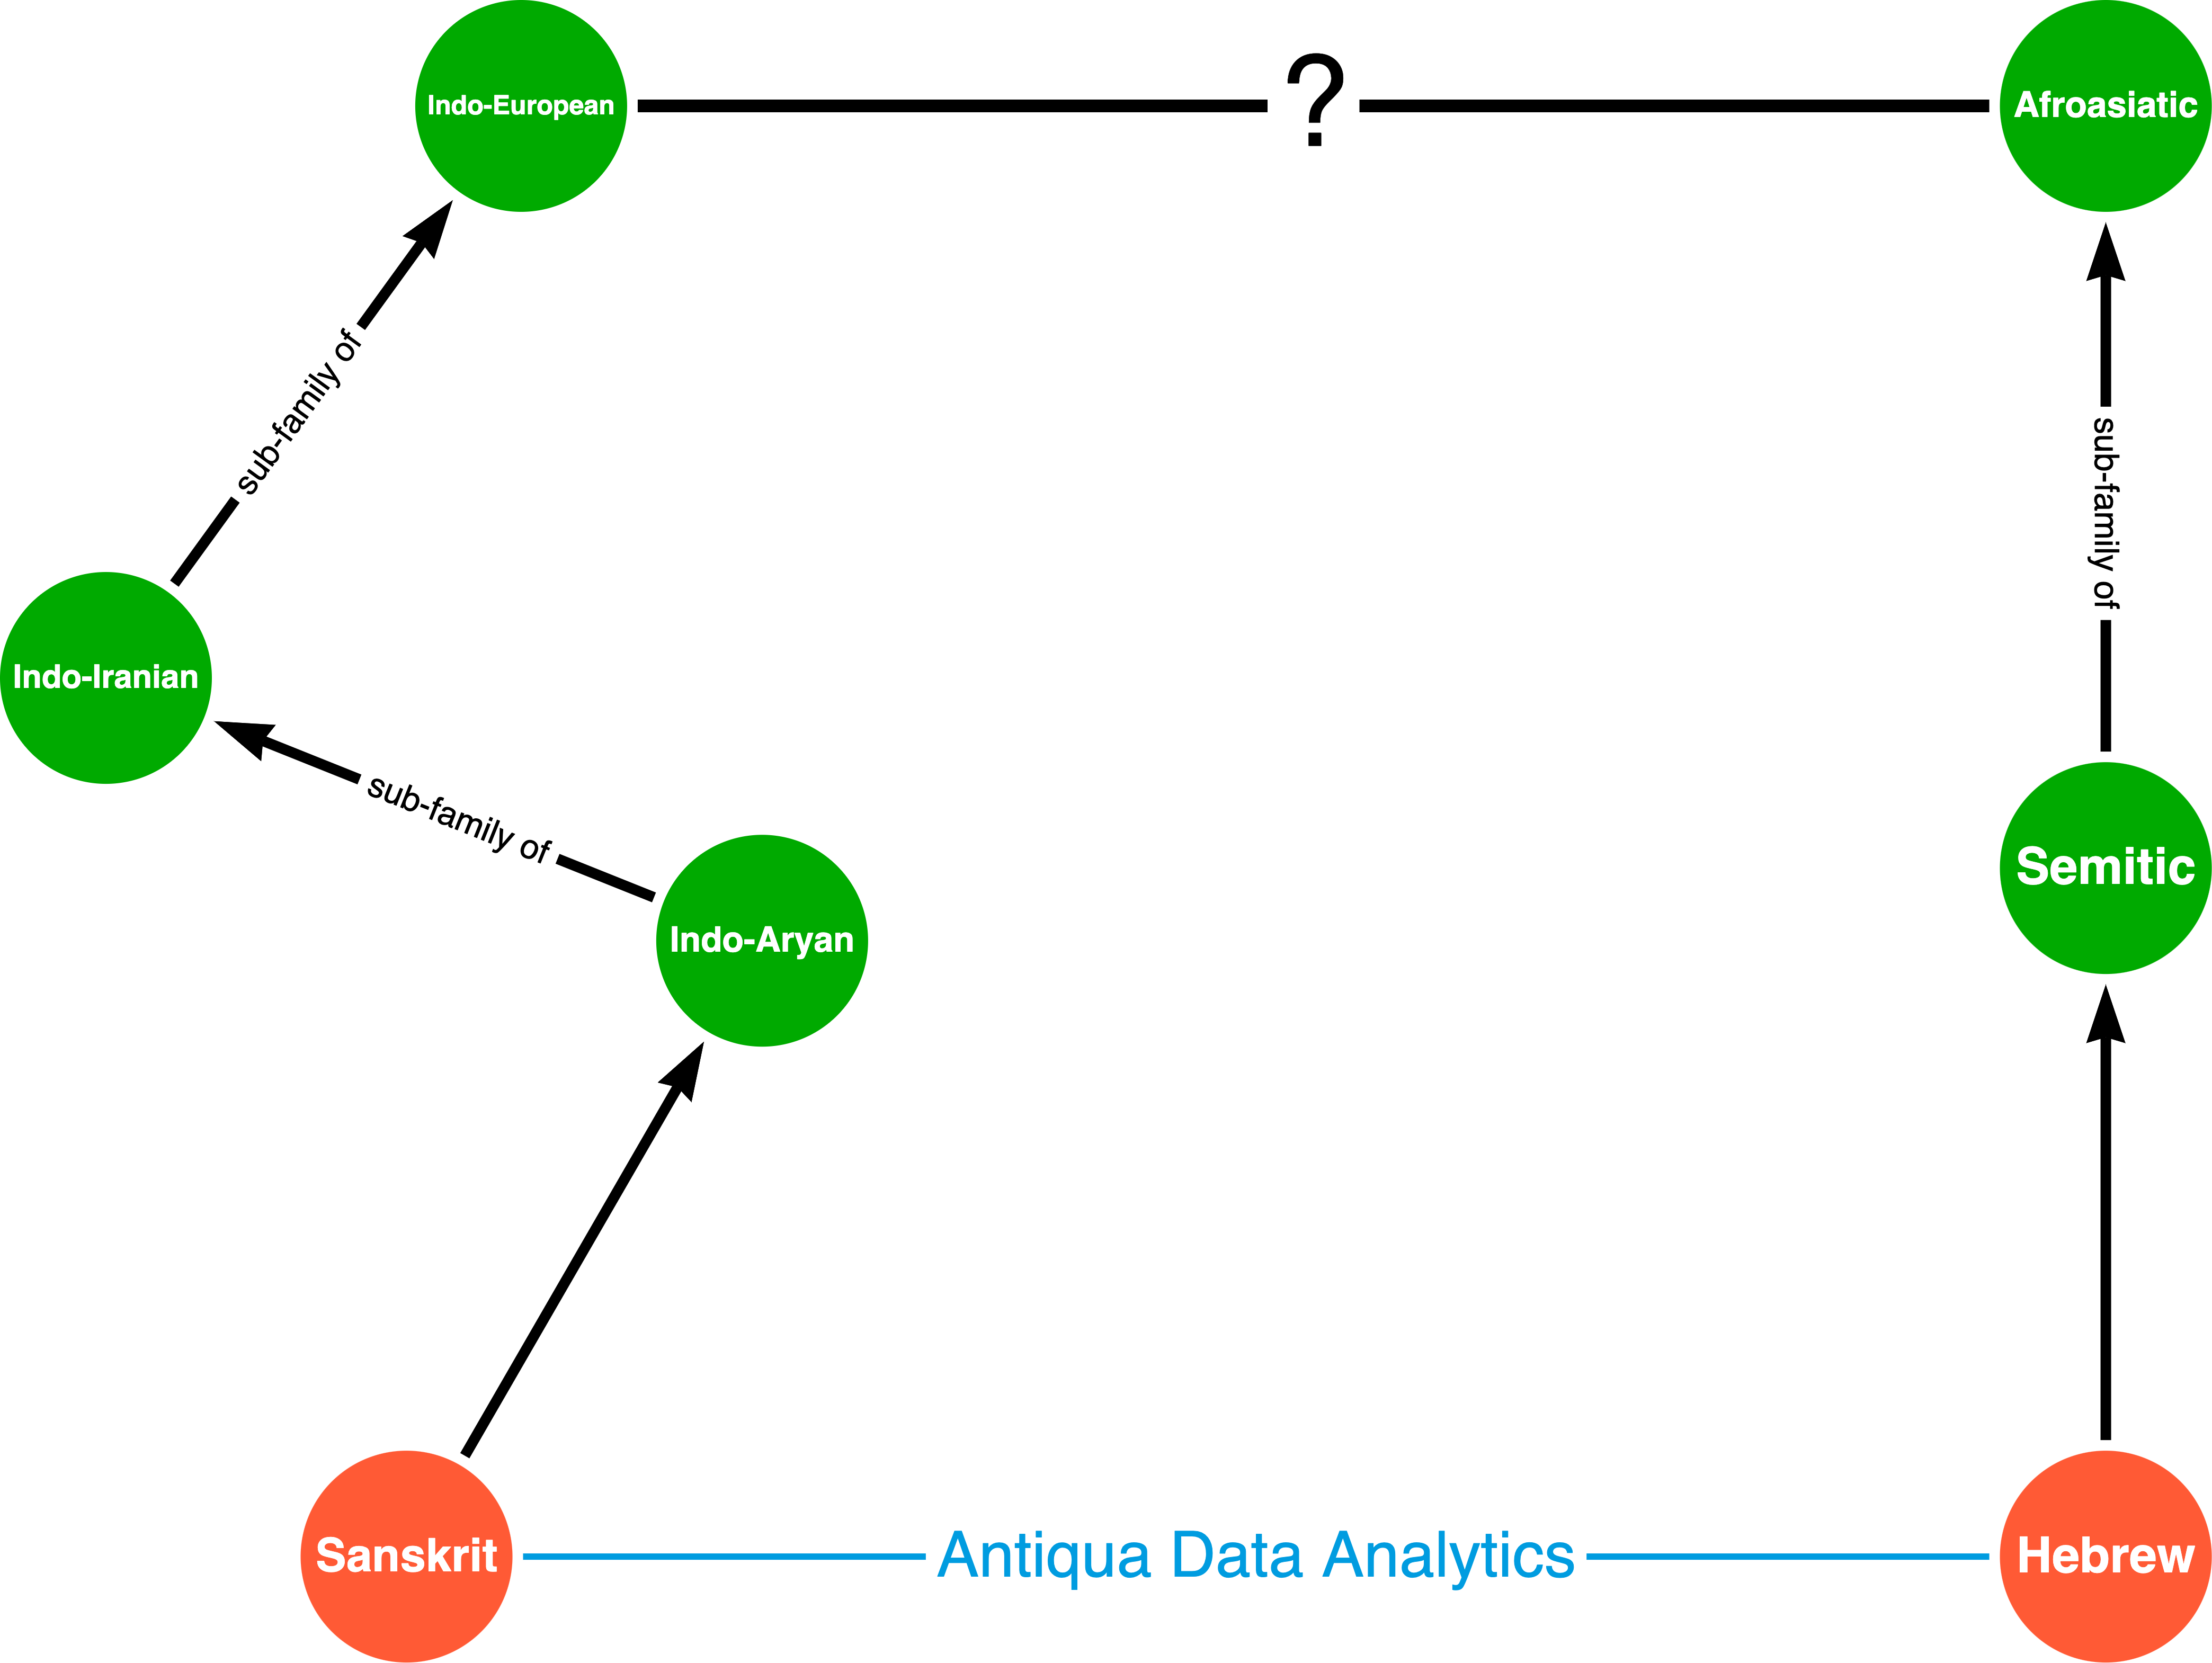 Indo-European
?
Afroasiatic
sub-family of
sub-family of
Indo-Iranian
sub-family of
Semitic
Indo-Aryan
Sanskrit
Antiqua Data Analytics
Hebrew